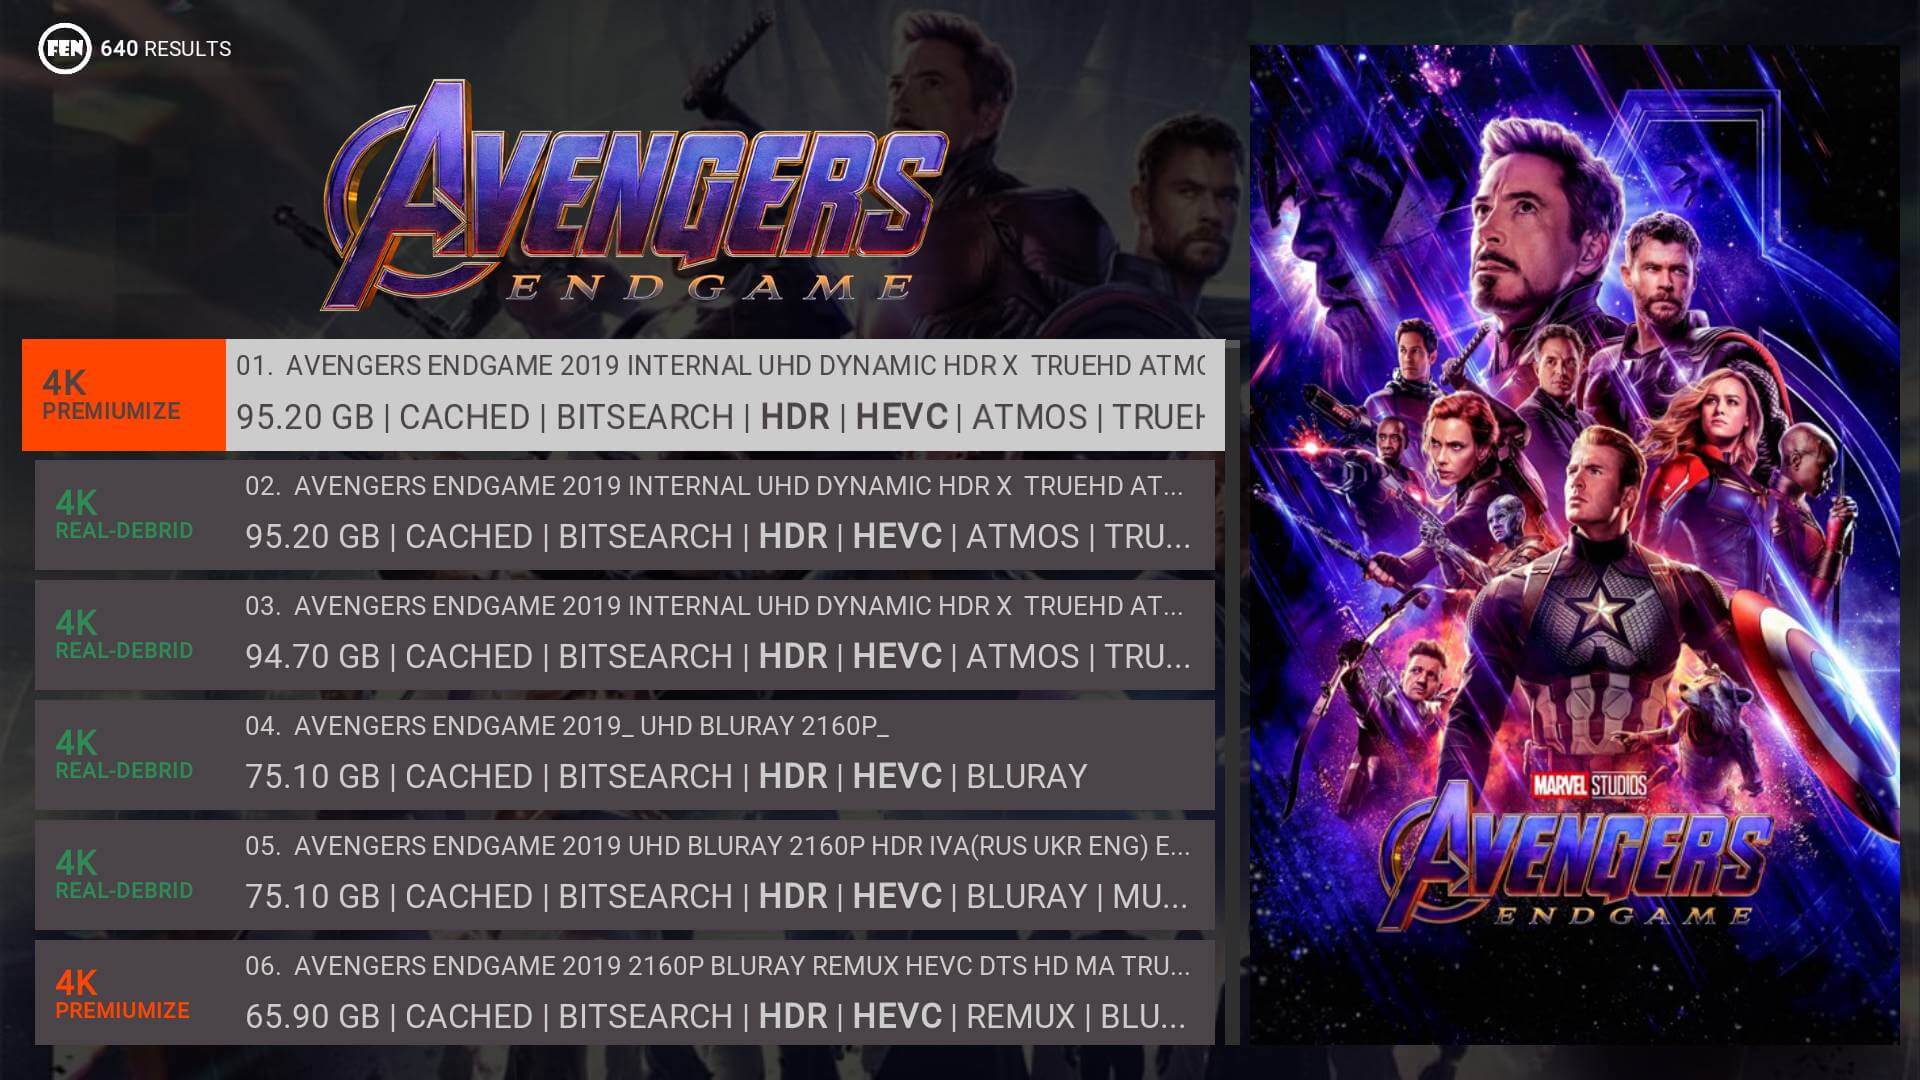 FEN 640 RESULTS
AVENGERS
ENDGAME
4K
PREMIUMIZE
01. AVENGERS ENDGAME 2019 INTERNAL UHD DYNAMIC HDR X TRUEHD ATMO
95.20 GB | CACHED | BITSEARCH | HDR | HEVC | ATMOS | TRUEH
4K
REAL-DEBRID
02. AVENGERS ENDGAME 2019 INTERNAL UHD DYNAMIC HDR X TRUEHD AT...
95.20 GB | CACHED | BITSEARCH | HDR | HEVC | ATMOS | TRU...
4K
REAL-DEBRID
03. AVENGERS ENDGAME 2019 INTERNAL UHD DYNAMIC HDR X TRUEHD AT...
94.70 GB | CACHED | BITSEARCH | HDR | HEVC | ATMOS | TRU...
4K
REAL-DEBRID
04. AVENGERS ENDGAME 2019_ UHD BLURAY 2160P_
75.10 GB | CACHED | BITSEARCH | HDR | HEVC | BLURAY
4K
REAL-DEBRID
05. AVENGERS ENDGAME 2019 UHD BLURAY 2160P HDR IVA(RUS UKR ENG) E...
75.10 GB | CACHED | BITSEARCH | HDR | HEVC | BLURAY | MU...
4K
PREMIUMIZE
06. AVENGERS ENDGAME 2019 2160P BLURAY REMUX HEVC DTS HD MA TRU...
65.90 GB | CACHED | BITSEARCH | HDR | HEVC | REMUX | BLU...
MARVEL STUDIOS
AVENGERS
ENDGAME